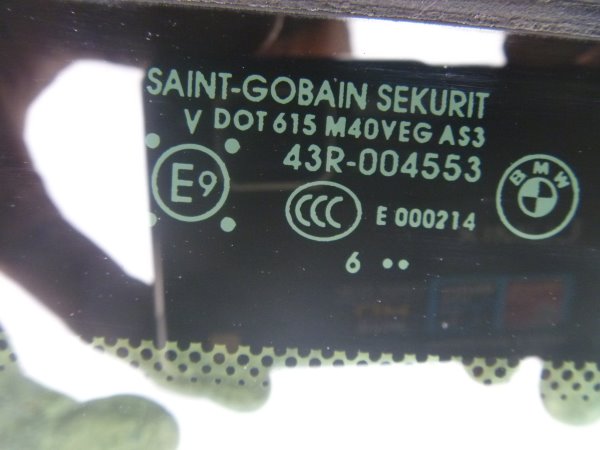 SAINT-GOBAIN SEKURIT
V DOT 615 M40VEG AS3
43R-004553
E9
CCC
E 000214
BMW
6 ••